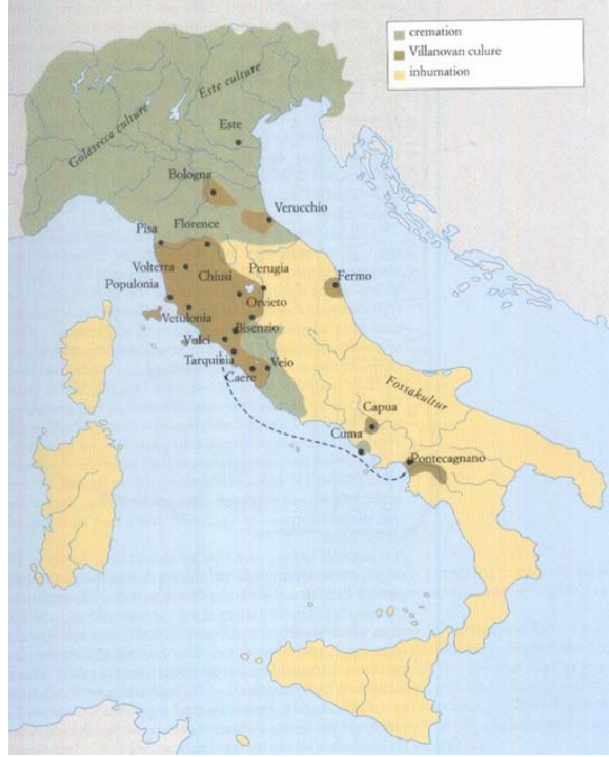 cremation
Villanovan culure
inhumation
Golasecca culture
Este culture
Este
Bologna
Verucchio
Pisa
Florence
Volterra
Chiusi
Perugia
Fermo
Populonia
Orvieto
Vetulonia
Bisenzio
Vulci
Tarquinia
Veio
Caere
Fossakultur
Capua
Cuma
Pontecagnano